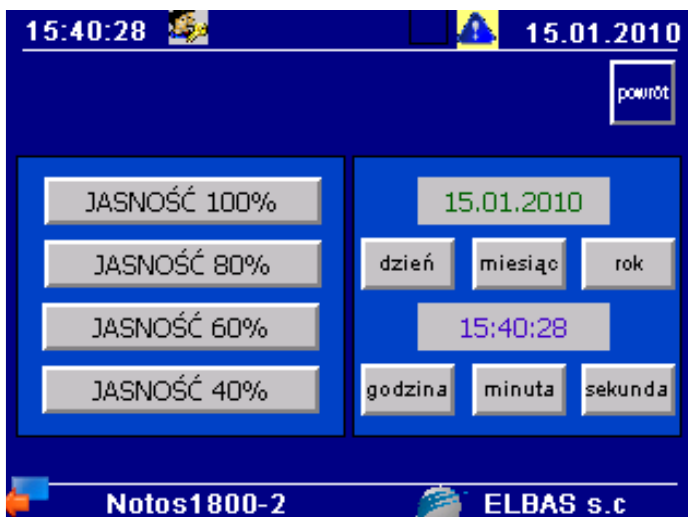 15:40:28 15.01.2010
powrót
JASNOŚĆ 100%
JASNOŚĆ 80%
JASNOŚĆ 60%
JASNOŚĆ 40%
15.01.2010
dzień miesiąc rok
15:40:28
godzina minuta sekunda
Notos1800-2 ELBAS s.c